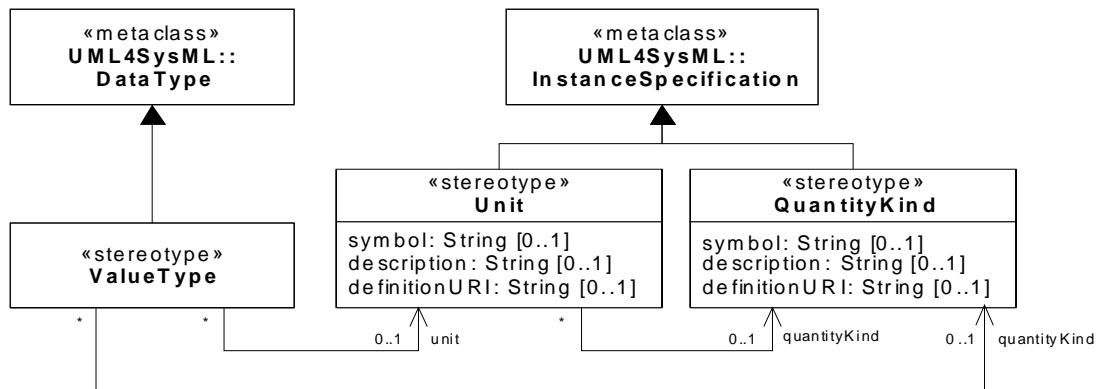 «metaclass»
UML4SysML::
DataType
«metaclass»
UML4SysML::
InstanceSpecification
«stereotype»
Unit
symbol: String [0..1]
description: String [0..1]
definitionURI: String [0..1]
«stereotype»
QuantityKind
symbol: String [0..1]
description: String [0..1]
definitionURI: String [0..1]
«stereotype»
ValueType
* * 0..1 unit * 0..1 quantityKind 0..1 quantityKind